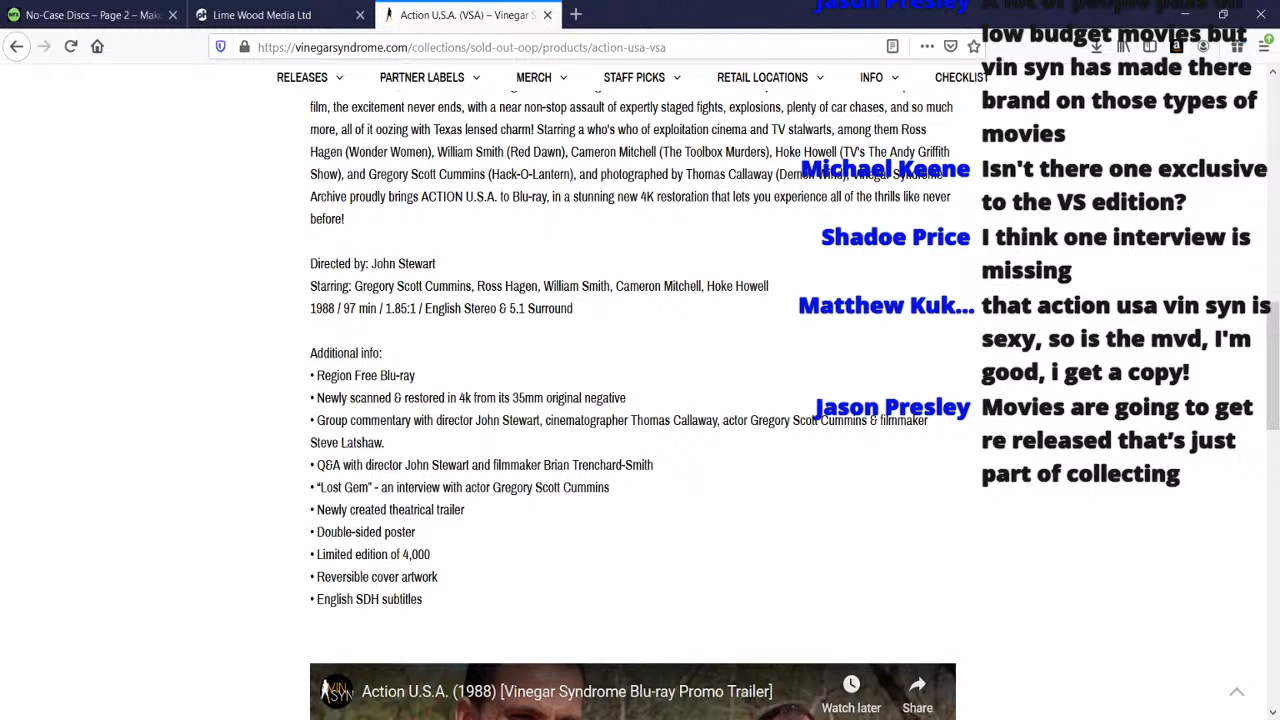 No-Case Discs – Page 2 – Make
Lime Wood Media Ltd
Action U.S.A. (VSA) – Vinegar S
https://vinegarsyndrome.com/collections/sold-out-oop/products/action-usa-vsa
RELEASES
PARTNER LABELS
MERCH
STAFF PICKS
RETAIL LOCATIONS
INFO
CHECKLIST
film, the excitement never ends, with a near non-stop assault of expertly staged fights, explosions, plenty of car chases, and so much
more, all of it oozing with Texas lensed charm! Starring a who's who of exploitation cinema and TV stalwarts, among them Ross
Hagen (Wonder Women), William Smith (Red Dawn), Cameron Mitchell (The Toolbox Murders), Hoke Howell (TV's The Andy Griffith
Show), and Gregory Scott Cummins (Hack-O-Lantern), and photographed by Thomas Callaway (Demon Wind), Vinegar Syndrome
Archive proudly brings ACTION U.S.A. to Blu-ray, in a stunning new 4K restoration that lets you experience all of the thrills like never
before!
Directed by: John Stewart
Starring: Gregory Scott Cummins, Ross Hagen, William Smith, Cameron Mitchell, Hoke Howell
1988 / 97 min / 1.85:1 / English Stereo & 5.1 Surround
Additional info:
• Region Free Blu-ray
• Newly scanned & restored in 4k from its 35mm original negative
• Group commentary with director John Stewart, cinematographer Thomas Callaway, actor Gregory Scott Cummins & filmmaker
Steve Latshaw.
• Q&A with director John Stewart and filmmaker Brian Trenchard-Smith
• “Lost Gem” - an interview with actor Gregory Scott Cummins
• Newly created theatrical trailer
• Double-sided poster
• Limited edition of 4,000
• Reversible cover artwork
• English SDH subtitles
VIN SYN
Action U.S.A. (1988) [Vinegar Syndrome Blu-ray Promo Trailer]
Watch later
Share
Jason Presley A lot of people pass on
low budget movies but
vin syn has made there
brand on those types of
movies
Michael Keene Isn't there one exclusive
to the VS edition?
Shadoe Price I think one interview is
missing
Matthew Kuk... that action usa vin syn is
sexy, so is the mvd, I'm
good, i get a copy!
Jason Presley Movies are going to get
re released that’s just
part of collecting